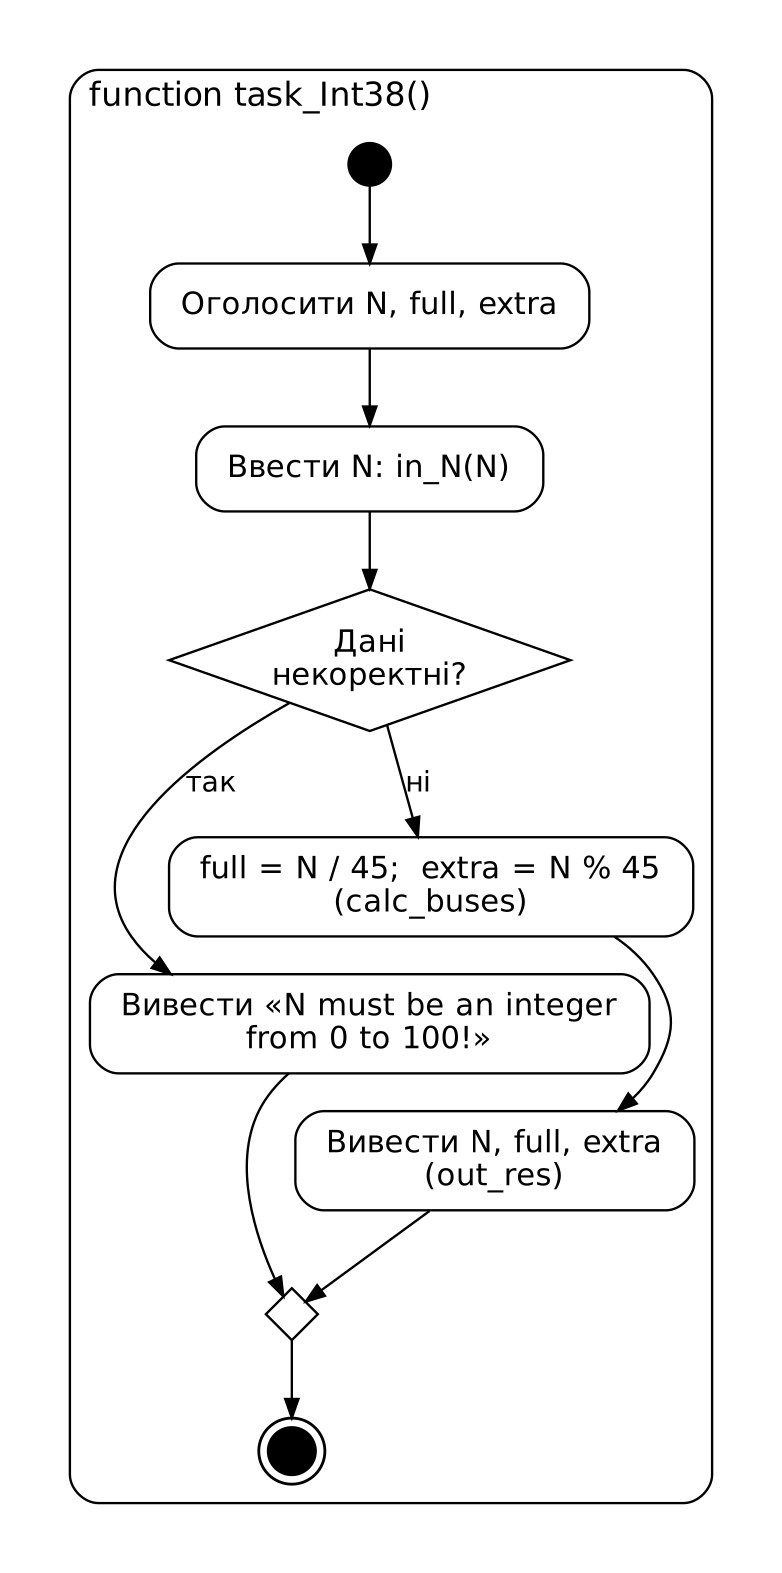 function task_Int38()
Оголосити N, full, extra
Ввести N: in_N(N)
Дані
некоректні?
так
ні
full = N / 45;  extra = N % 45
(calc_buses)
Вивести «N must be an integer
from 0 to 100!»
Вивести N, full, extra
(out_res)